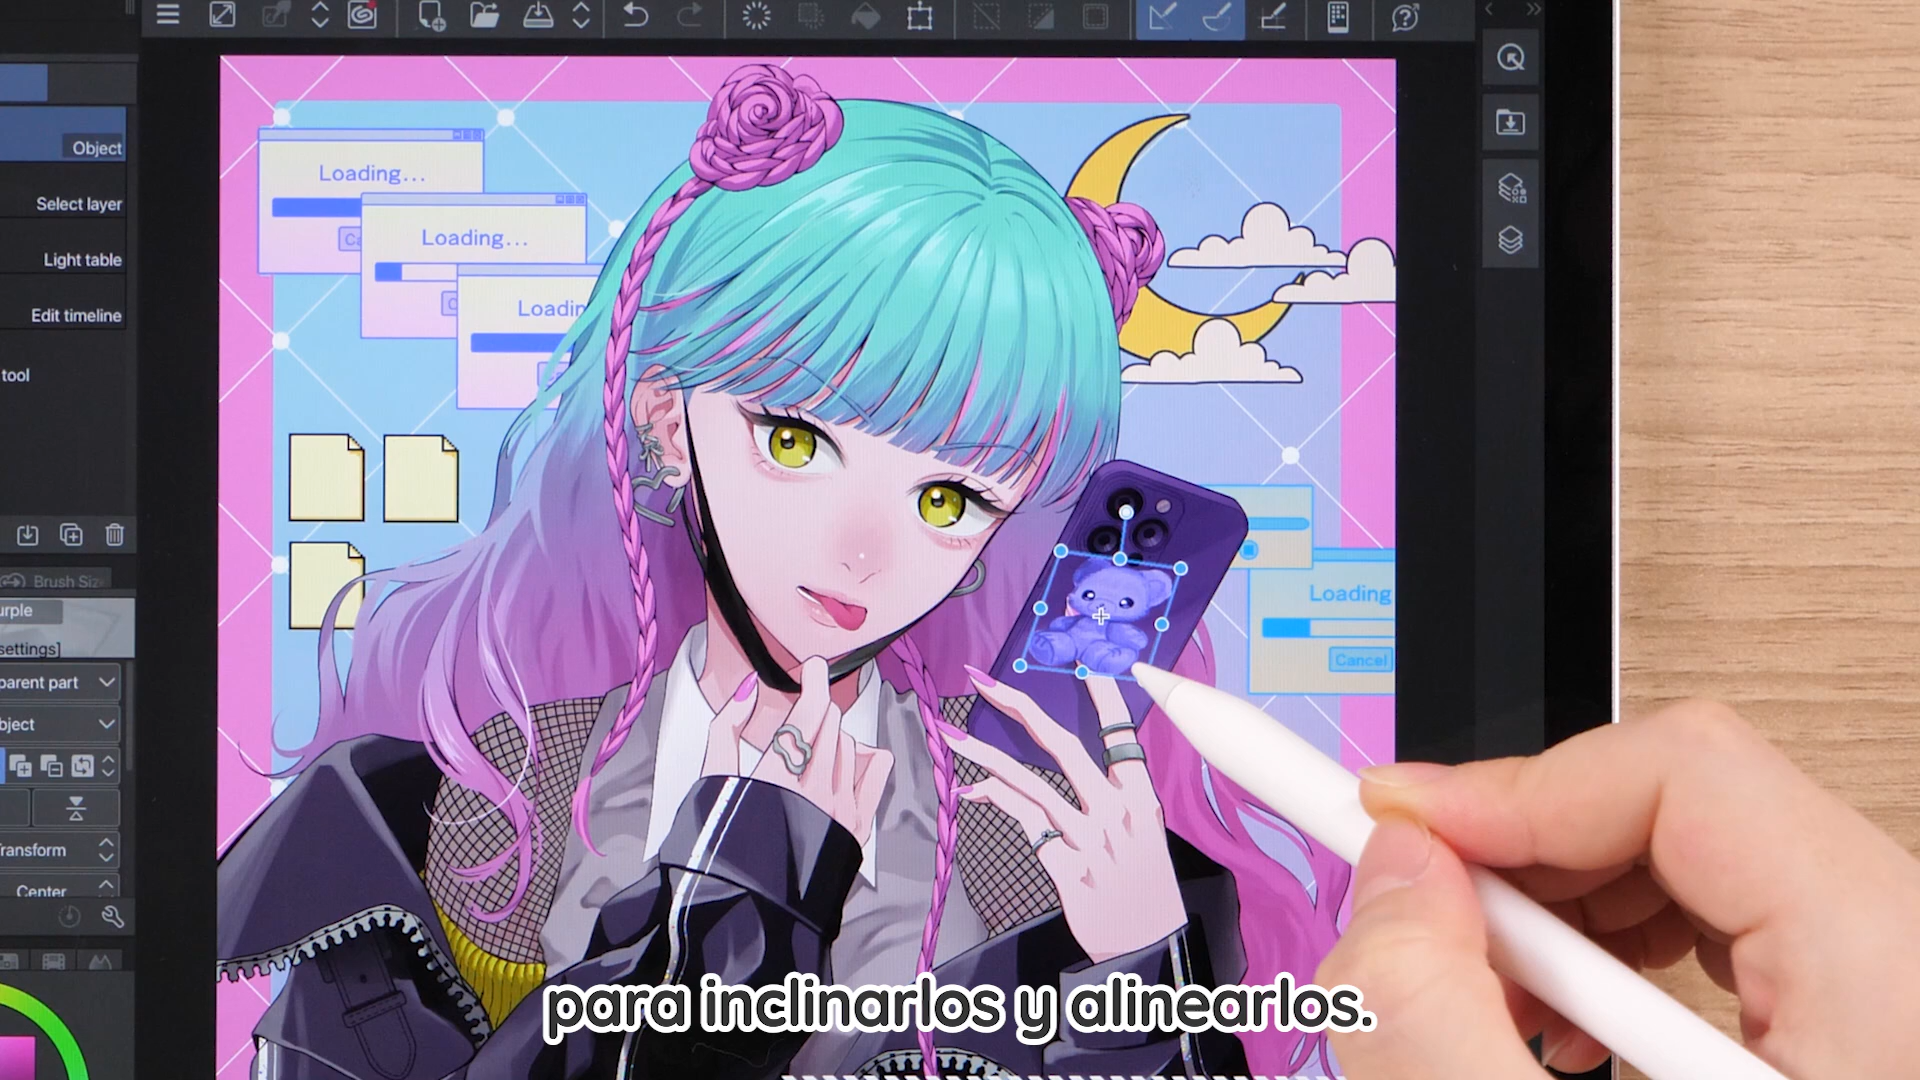 Object
Select layer
Light table
Edit timeline
tool
Brush Size
urple
settings]
parent part
bject
ransform
Center
Loading...
Ca
Loading...
C
Loadin
Loading
Cancel
para inclinarlos y alinearlos.